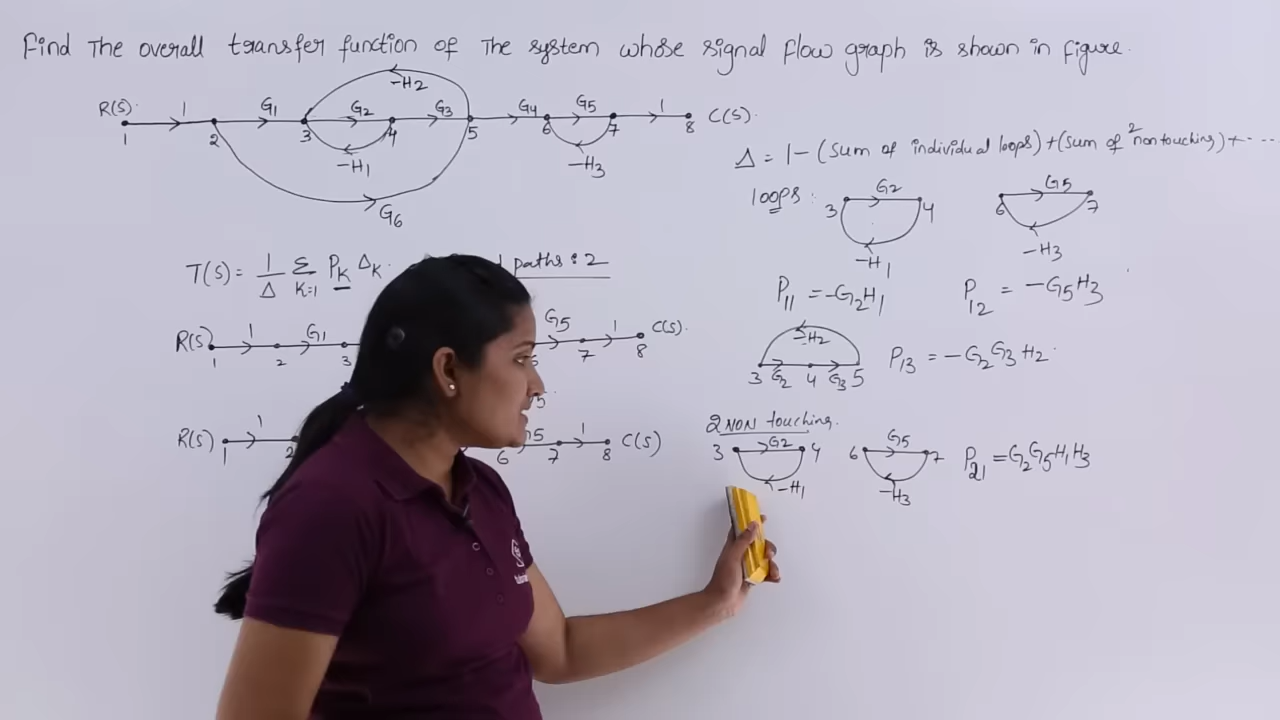 Find The overall transfer function of The system whose signal flow graph is shown in figure.
-H2
R(S). 1 G1 G2 G3 G4 G5 1 C(S).
1 2 3 4 5 6 7 8
-H1 -H3
G6
Δ = 1 - (sum of individual loops) + (sum of 2 nontouching) + ....
loops : G2 G5
3 4 6 7
-H1 -H3
P11 = -G2H1 P12 = -G5H3
-H2
3 G2 4 G3 5 P13 = -G2G3H2
2 NON touching.
3 G2 4 6 G5 7 P21 = G2G5H1H3
-H1 -H3
T(S) = 1/Δ Σ K=1 PK ΔK. paths : 2
R(S) 1 G1 G5 1 C(S).
1 2 3 7 8
R(S) 1 1 C(S)
1 6 7 8